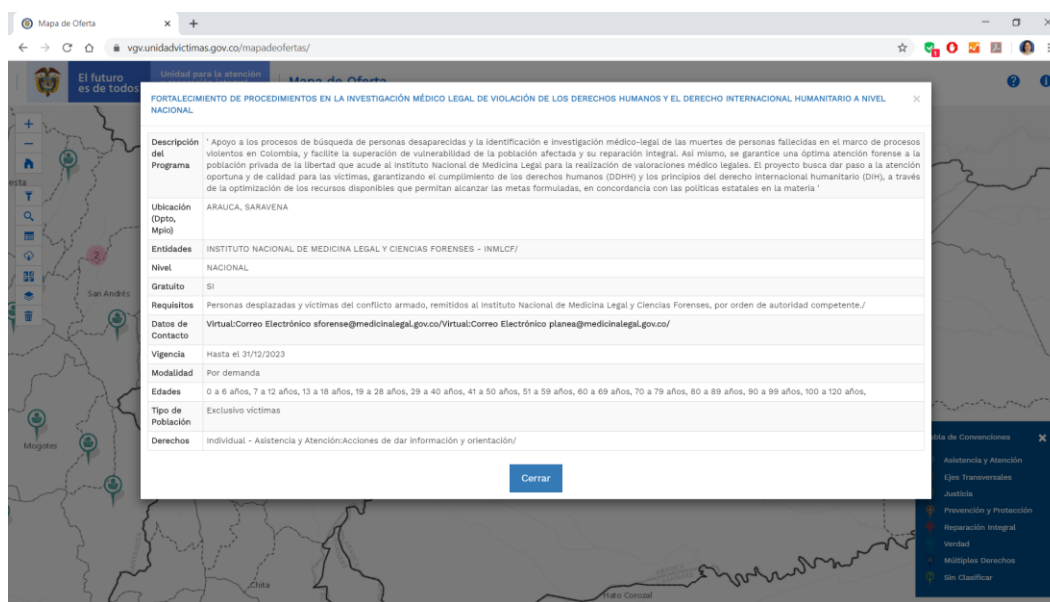 Mapa de Oferta
vgv.unidadvictimas.gov.co/mapadeofertas/
El futuro
es de todos
Unidad para la atención
Mapa de Oferta
FORTALECIMIENTO DE PROCEDIMIENTOS EN LA INVESTIGACIÓN MÉDICO LEGAL DE VIOLACIÓN DE LOS DERECHOS HUMANOS Y EL DERECHO INTERNACIONAL HUMANITARIO A NIVEL
NACIONAL
Descripción del Programa
' Apoyo a los procesos de búsqueda de personas desaparecidas y la identificación e investigación médico-legal de las muertes de personas fallecidas en el marco de procesos
violentos en Colombia, y facilite la superación de vulnerabilidad de la población afectada y su reparación integral. Así mismo, se garantice una óptima atención forense a la
población privada de la libertad que acude al Instituto Nacional de Medicina Legal para la realización de valoraciones médico legales. El proyecto busca dar paso a la atención
oportuna y de calidad para las víctimas, garantizando el cumplimiento de los derechos humanos (DDHH) y los principios del derecho internacional humanitario (DIH), a través
de la optimización de los recursos disponibles que permitan alcanzar las metas formuladas, en concordancia con las políticas estatales en la materia '
Ubicación (Dpto, Mpio)
ARAUCA, SARAVENA
Entidades
INSTITUTO NACIONAL DE MEDICINA LEGAL Y CIENCIAS FORENSES - INMLCF/
Nivel
NACIONAL
Gratuito
SI
Requisitos
Personas desplazadas y víctimas del conflicto armado, remitidos al Instituto Nacional de Medicina Legal y Ciencias Forenses, por orden de autoridad competente./
Datos de Contacto
Virtual:Correo Electrónico sforense@medicinalegal.gov.co/Virtual:Correo Electrónico planea@medicinalegal.gov.co/
Vigencia
Hasta el 31/12/2023
Modalidad
Por demanda
Edades
0 a 6 años, 7 a 12 años, 13 a 18 años, 19 a 28 años, 29 a 40 años, 41 a 50 años, 51 a 59 años, 60 a 69 años, 70 a 79 años, 80 a 89 años, 90 a 99 años, 100 a 120 años,
Tipo de Población
Exclusivo víctimas
Derechos
Individual - Asistencia y Atención:Acciones de dar información y orientación/
Cerrar
2
San Andrés
Mogotes
Chita
Hato Corozal
bla de Convenciones
Asistencia y Atención
Ejes Transversales
Justicia
Prevención y Protección
Reparación Integral
Verdad
Múltiples Derechos
Sin Clasificar